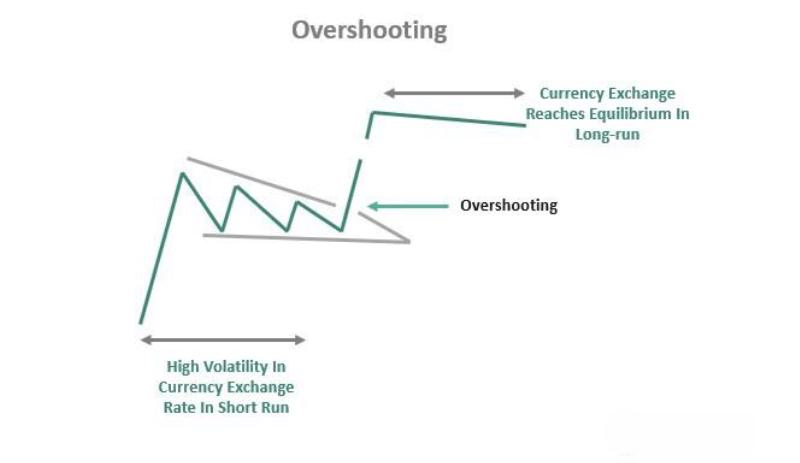 Overshooting
Currency Exchange
Reaches Equilibrium In
Long-run
Overshooting
High Volatility In
Currency Exchange
Rate In Short Run